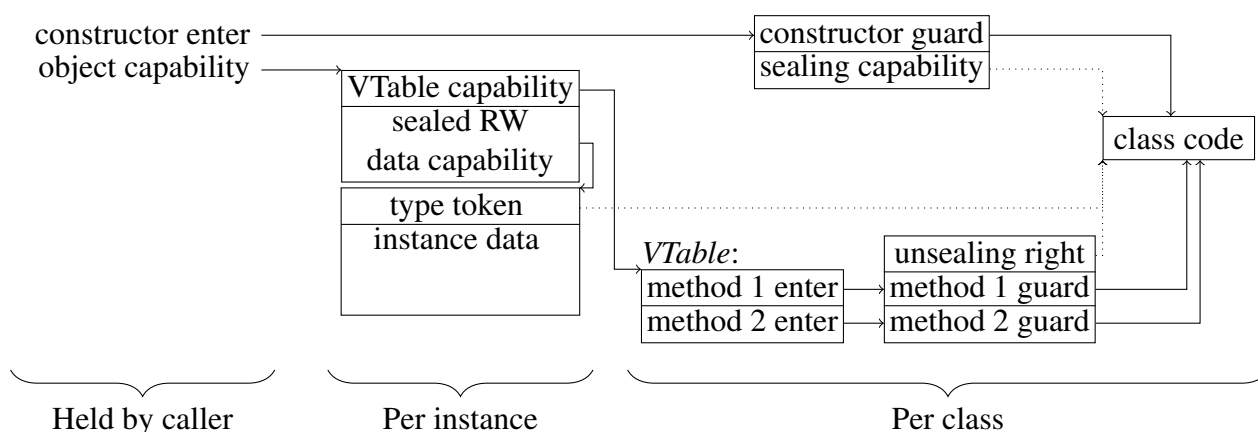 constructor enter
object capability
constructor guard
sealing capability
VTable capability
sealed RW
data capability
class code
type token
instance data
VTable:
unsealing right
method 1 enter
method 1 guard
method 2 enter
method 2 guard
Held by caller
Per instance
Per class